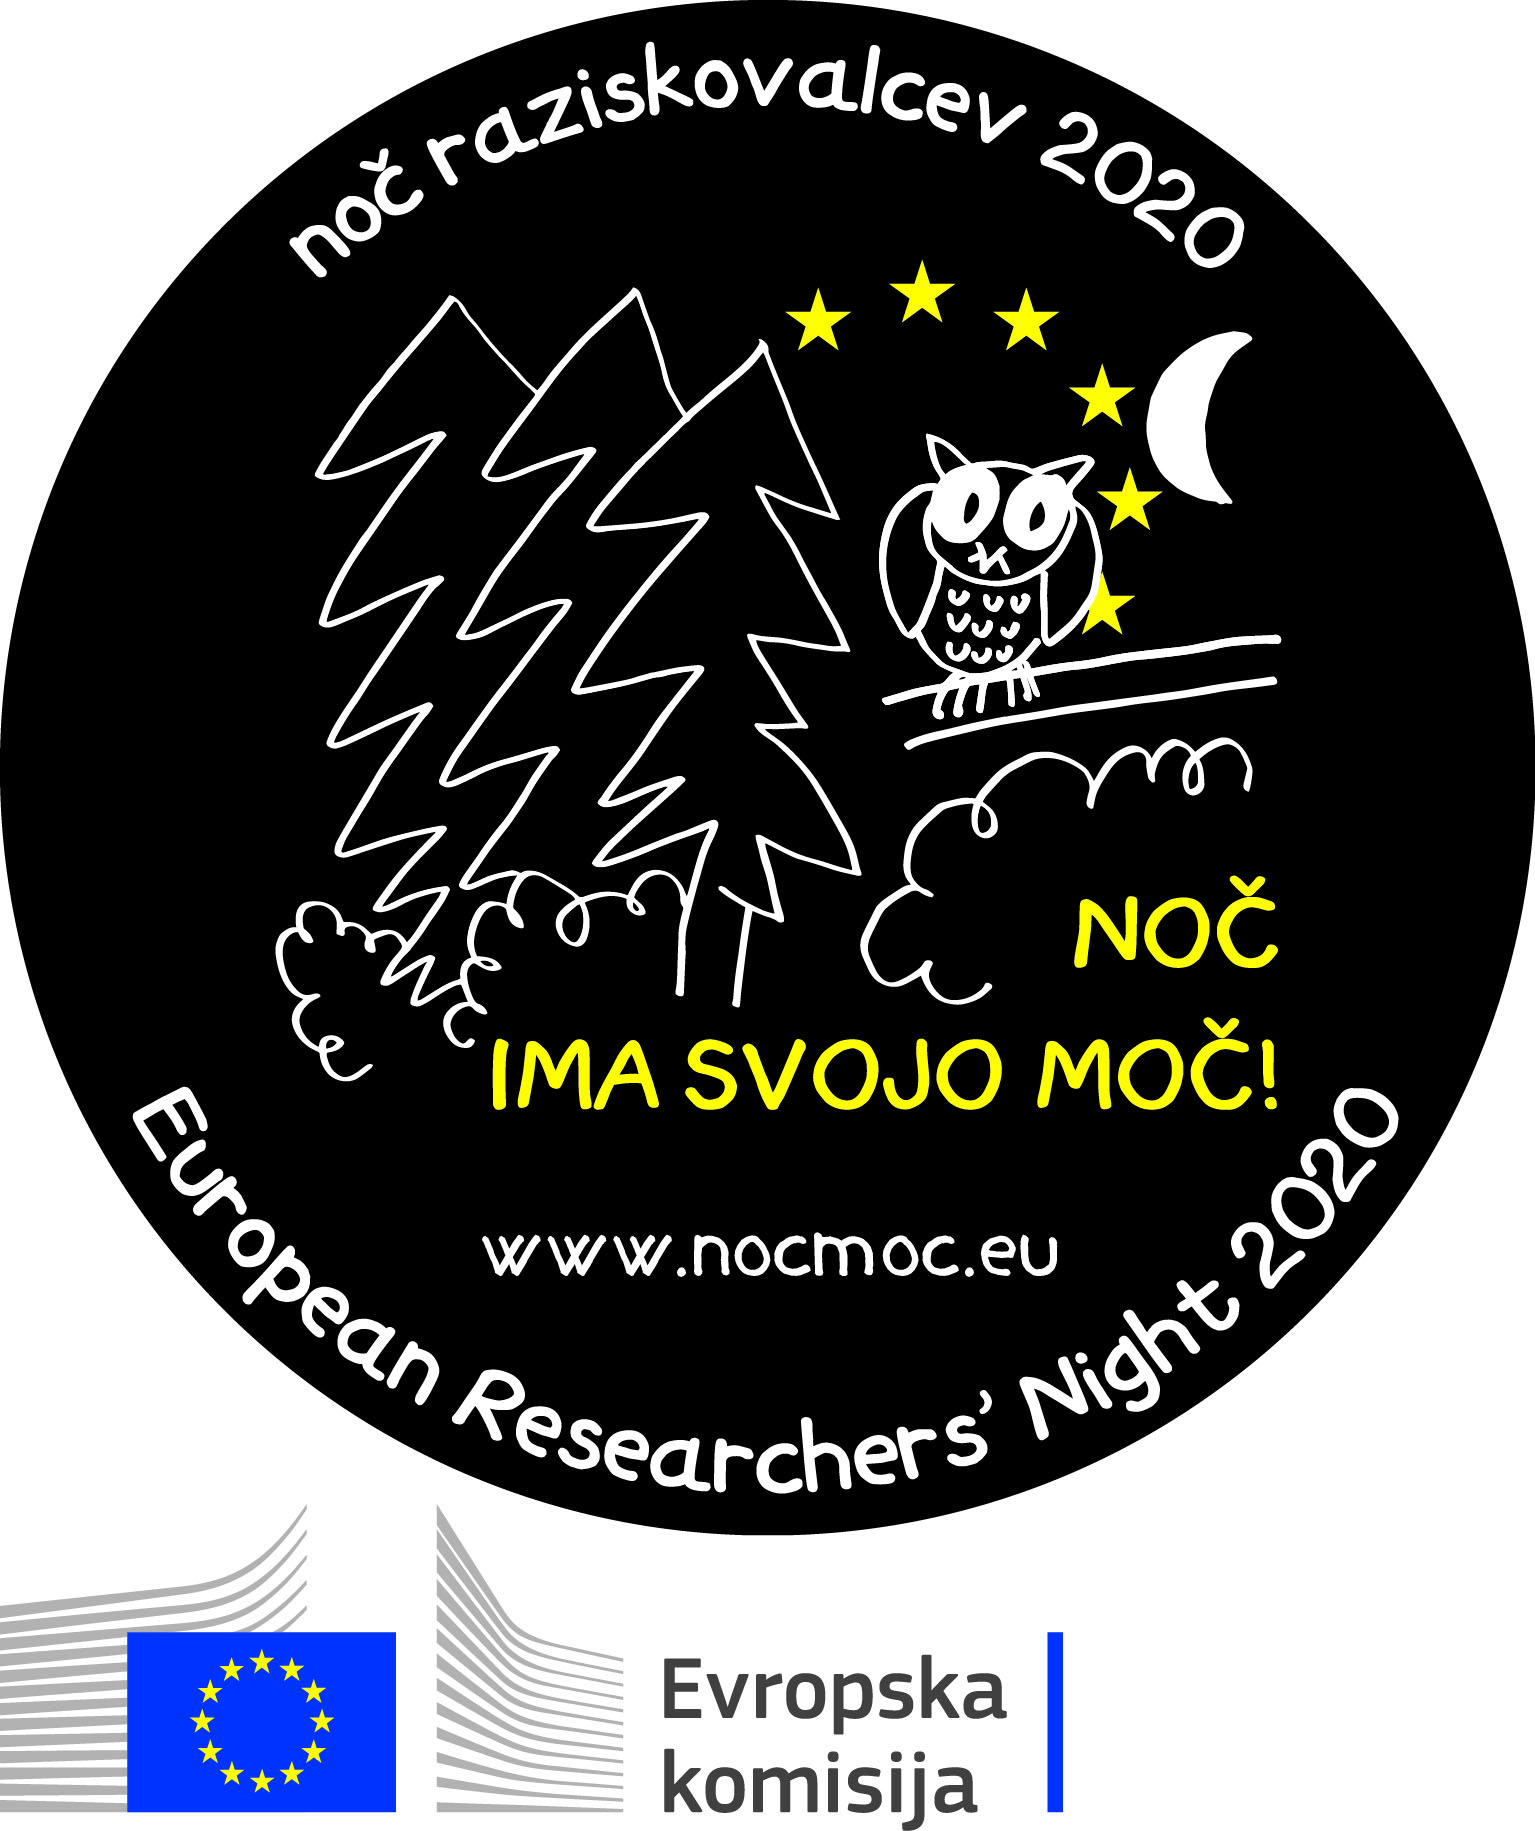 noč raziskovalcev 2020
NOČ
IMA SVOJO MOČ!
www.nocmoc.eu
European Researchers' Night 2020
Evropska
komisija